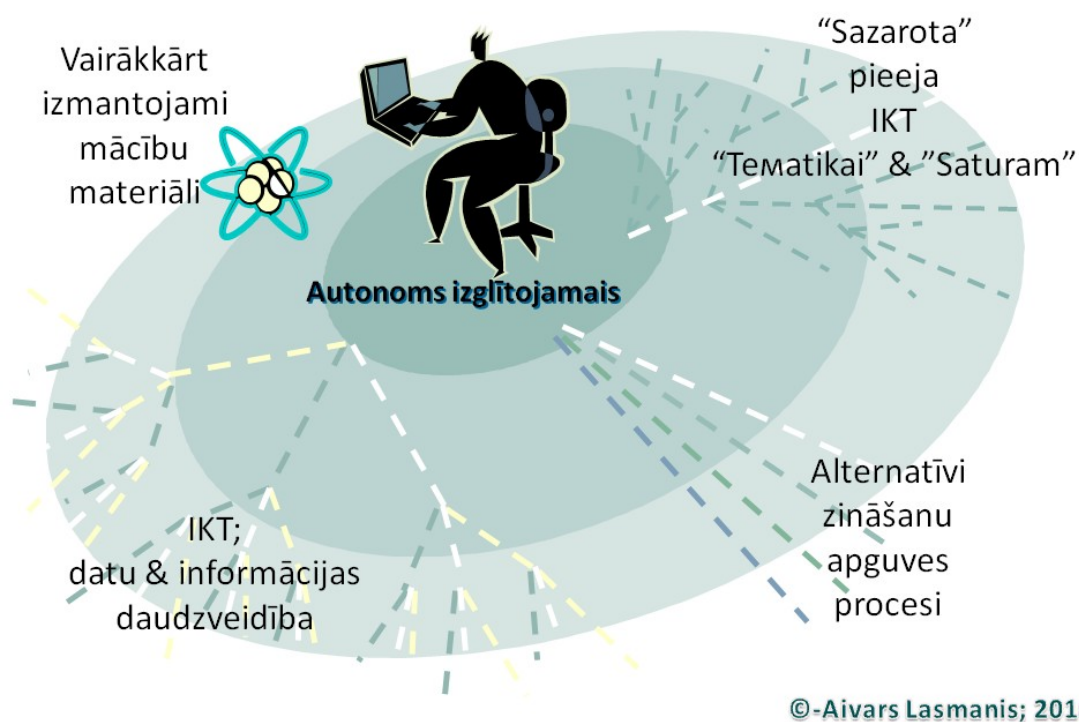 Vairākkārt
izmantojami
mācību
materiāli
“Sazarota”
pieeja
IKT
“Tематikai” & ”Saturam”
Autonoms izglītojamais
IKT;
datu & informācijas
daudzveidība
Alternatīvi
zināšanu
apguves
procesi
©-Aivars Lasmanis; 201